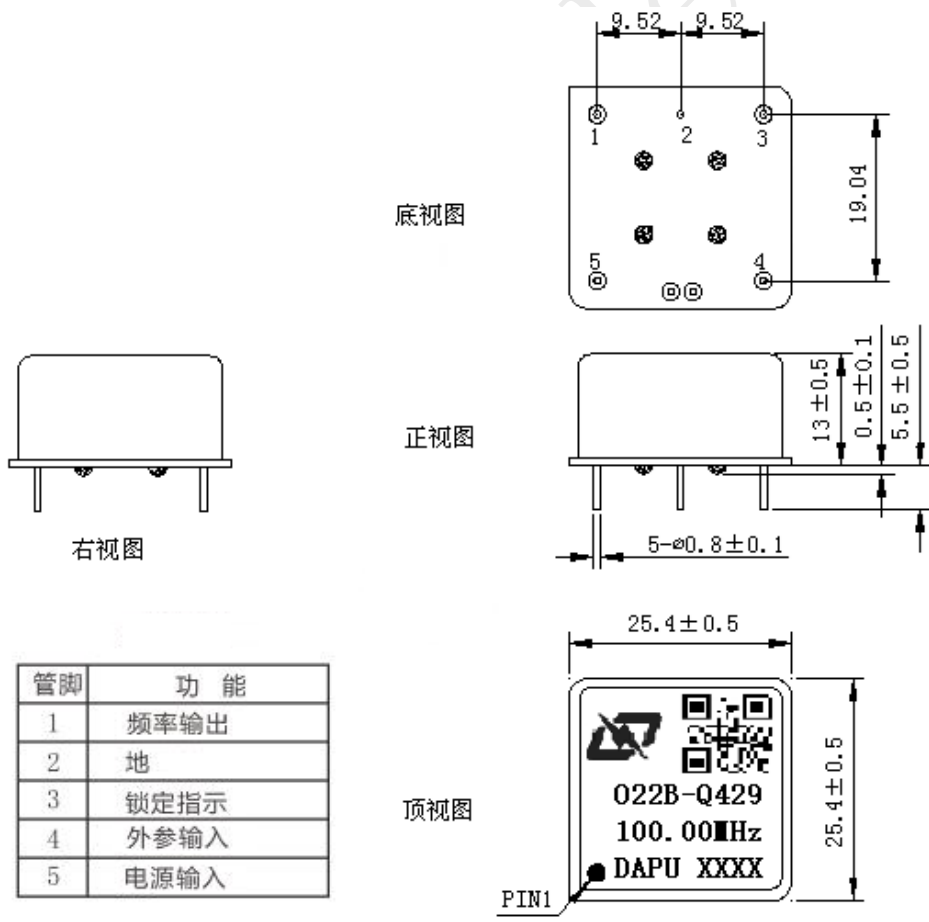 9.52 9.52
1 2 3
19.04
底视图
5 4
13±0.5
0.5±0.1
5.5±0.5
正视图
右视图
5-⌀0.8±0.1
25.4±0.5
管脚 功 能
1 频率输出
2 地
3 锁定指示
4 外参输入
5 电源输入
顶视图
O22B-Q429
100.00MHz
DAPU XXXX
25.4±0.5
PIN1